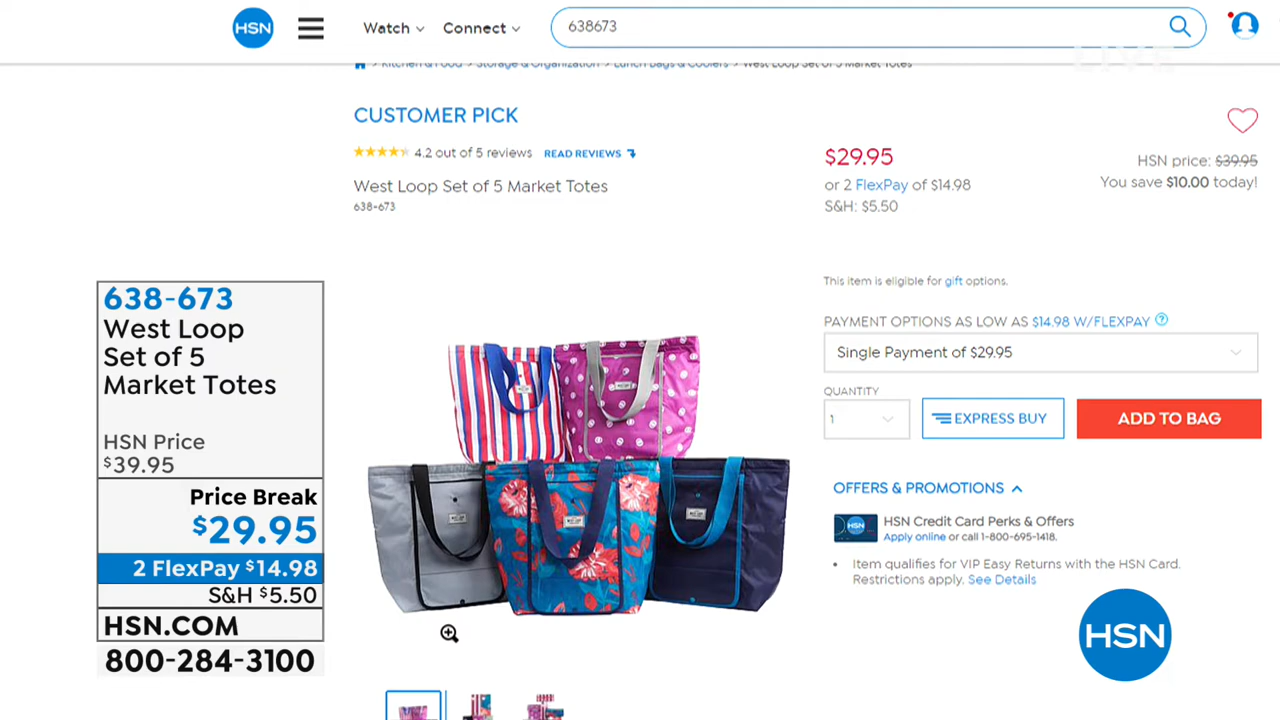 HSN
Watch
Connect
638673
LIVE
Kitchen & Food > Storage & Organization > Lunch Bags & Coolers > West Loop Set of 5 Market Totes
CUSTOMER PICK
4.2 out of 5 reviews READ REVIEWS
West Loop Set of 5 Market Totes
638-673
$29.95
or 2 FlexPay of $14.98
S&H: $5.50
HSN price: $39.95
You save $10.00 today!
This item is eligible for gift options.
PAYMENT OPTIONS AS LOW AS $14.98 W/FLEXPAY ?
Single Payment of $29.95
QUANTITY
1
EXPRESS BUY
ADD TO BAG
OFFERS & PROMOTIONS
HSN
HSN Credit Card Perks & Offers
Apply online or call 1-800-695-1418.
• Item qualifies for VIP Easy Returns with the HSN Card.
Restrictions apply. See Details
638-673
West Loop
Set of 5
Market Totes
HSN Price
$39.95
Price Break
$29.95
2 FlexPay $14.98
S&H $5.50
HSN.COM
800-284-3100
HSN